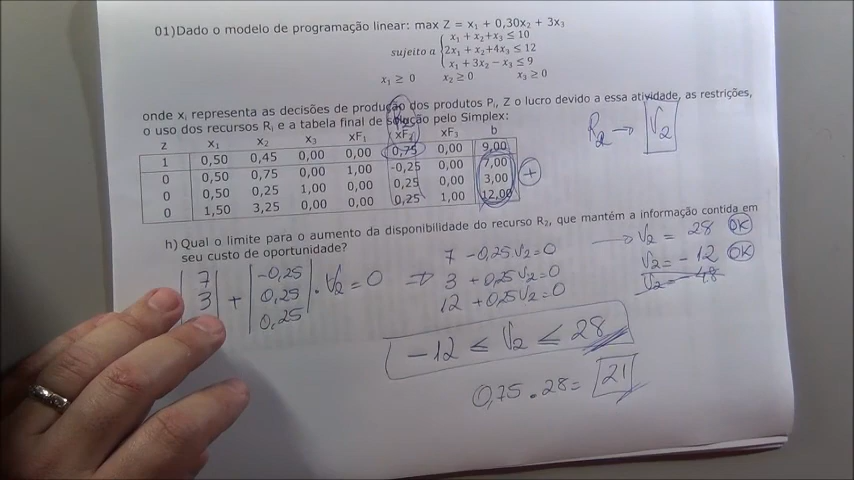 01)Dado o modelo de programação linear: max Z = x₁ + 0,30x₂ + 3x₃
x₁ + x₂+x₃ ≤ 10
sujeito a { 2x₁ + x₂+4x₃ ≤ 12
x₁ + 3x₂ − x₃ ≤ 9
x₁ ≥ 0 x₂ ≥ 0 x₃ ≥ 0
onde xᵢ representa as decisões de produção dos produtos Pᵢ, Z o lucro devido a essa atividade, as restrições,
o uso dos recursos Rᵢ e a tabela final de solução pelo Simplex:
R₂ → V₂
z x₁ x₂ x₃ xF₁ xF₂ xF₃ b
1 0,50 0,45 0,00 0,00 0,75 0,00 9,00
0 0,50 0,75 0,00 1,00 -0,25 0,00 7,00
0 0,50 0,25 1,00 0,00 0,25 0,00 3,00 +
0 1,50 3,25 0,00 0,00 0,25 1,00 12,00
h) Qual o limite para o aumento da disponibilidade do recurso R₂, que mantém a informação contida em
seu custo de oportunidade?
7 -0,25 V₂=0 → V₂ = 28 OK
3 +0,25V₂=0 V₂= -12 OK
12 +0,25V₂=0 V₂= -48
|7 3| + |-0,25 0,25 0,25| . V₂ = 0 ⇒
-12 ≤ V₂ ≤ 28
0,75 . 28= 21